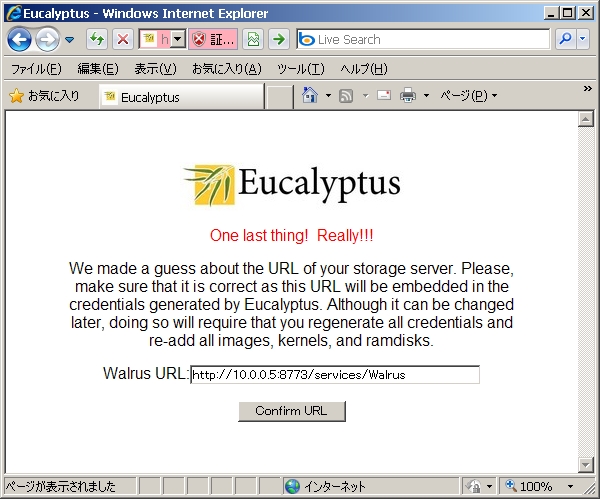 Eucalyptus - Windows Internet Explorer
h
証...
Live Search
ファイル(F) 編集(E) 表示(V) お気に入り(A) ツール(T) ヘルプ(H)
お気に入り Eucalyptus ページ(P) »
Eucalyptus
One last thing! Really!!!
We made a guess about the URL of your storage server. Please,
make sure that it is correct as this URL will be embedded in the
credentials generated by Eucalyptus. Although it can be changed
later, doing so will require that you regenerate all credentials and
re-add all images, kernels, and ramdisks.
Walrus URL: http://10.0.0.5:8773/services/Walrus
Confirm URL
ページが表示されました インターネット 100%